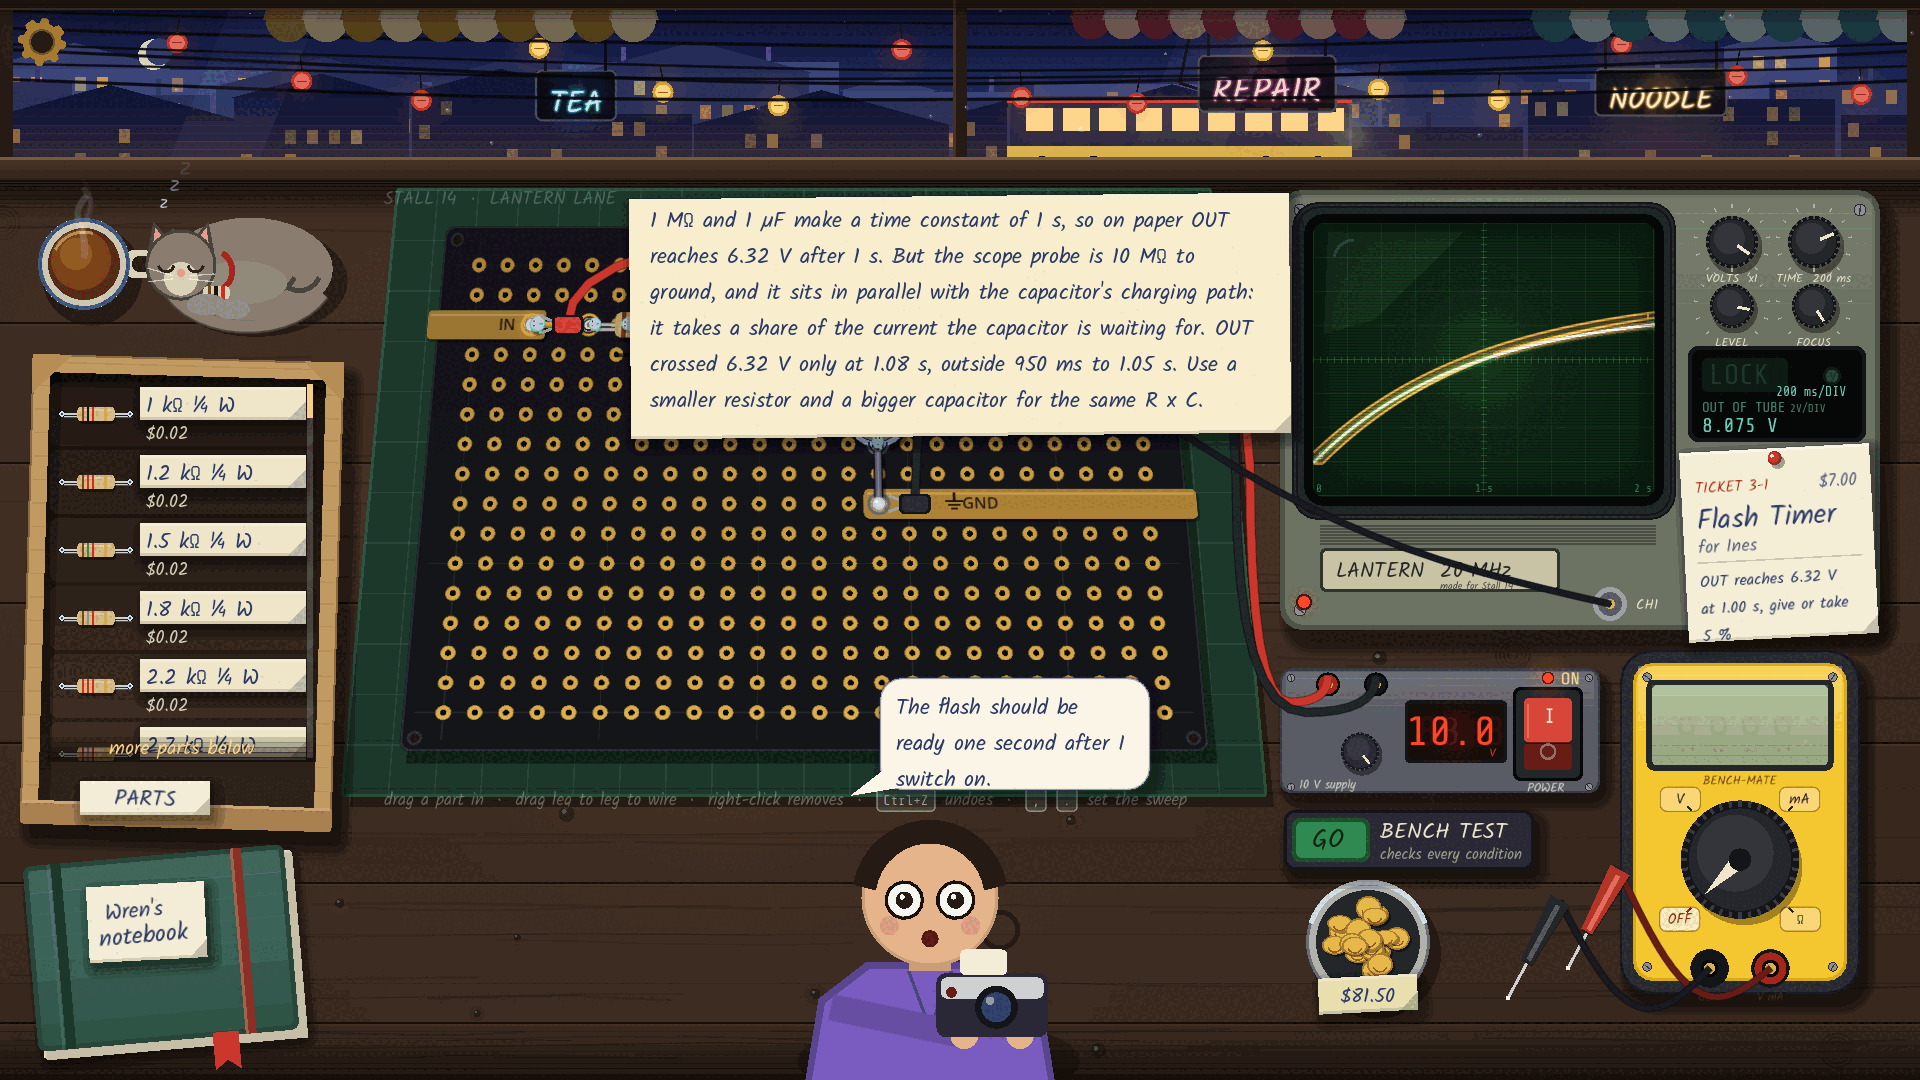 TEA
REPAIR
NOODLE
z
z
z
STALL 14 · LANTERN LANE
1 MΩ and 1 µF make a time constant of 1 s, so on paper OUT
reaches 6.32 V after 1 s. But the scope probe is 10 MΩ to
ground, and it sits in parallel with the capacitor's charging path:
it takes a share of the current the capacitor is waiting for. OUT
crossed 6.32 V only at 1.08 s, outside 950 ms to 1.05 s. Use a
smaller resistor and a bigger capacitor for the same R x C.
IN
GND
VOLTS x1
TIME 200 ms
LEVEL
FOCUS
LOCK
200 ms/DIV
OUT OF TUBE 2V/DIV
8.075 V
0
1 s
2 s
LANTERN 20 MHz
made for Stall 14
CH1
TICKET 3-1
$7.00
Flash Timer
for Ines
OUT reaches 6.32 V
at 1.00 s, give or take
5 %
1 kΩ ¼ W
$0.02
1.2 kΩ ¼ W
$0.02
1.5 kΩ ¼ W
$0.02
1.8 kΩ ¼ W
$0.02
2.2 kΩ ¼ W
$0.02
more parts below
PARTS
The flash should be
ready one second after I
switch on.
drag a part in · drag leg to leg to wire · right-click removes · Ctrl+Z undoes · , . set the sweep
10.0
V
10 V supply
ON
I
POWER
GO
BENCH TEST
checks every condition
$81.50
BENCH-MATE
V
mA
OFF
Ω
Wren's
notebook